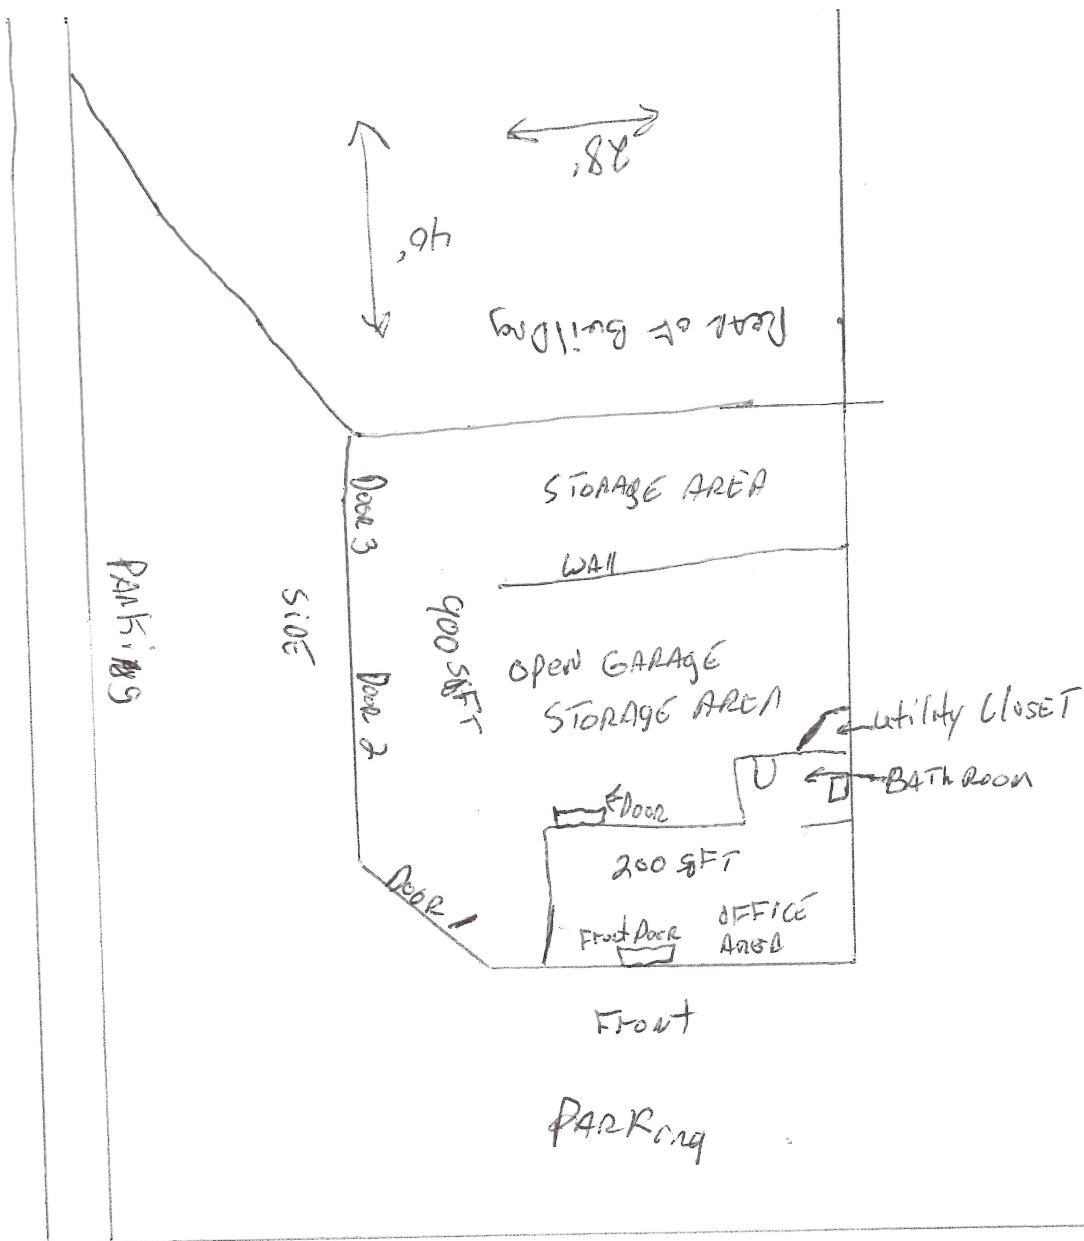 28'
40'
Rear of Building
STORAGE AREA
Door 3
WAll
PARKing
SIDE
900 SqFT
OPEN GARAGE
STORAGE AREA
Door 2
Utility CloSET
BATHROOM
Door
200 SqFT
DOOR 1
Front Door
OFFICE
AREA
Front
PARKing